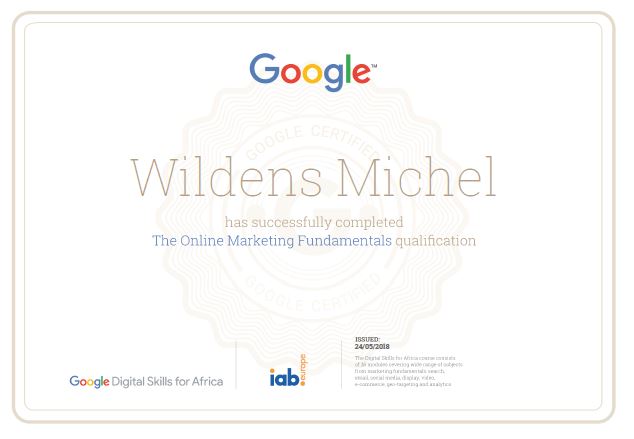 Google™
GOOGLE CERTIFIED
Wildens Michel
has successfully completed
The Online Marketing Fundamentals qualification
GOOGLE CERTIFIED
ISSUED:
24/05/2018
The Digital Skills for Africa course consists
of 26 modules covering wide range of subjects
from marketing fundamentals, search,
email, social media, display, video,
e-commerce, geo-targeting and analytics
Google Digital Skills for Africa
iab.europe